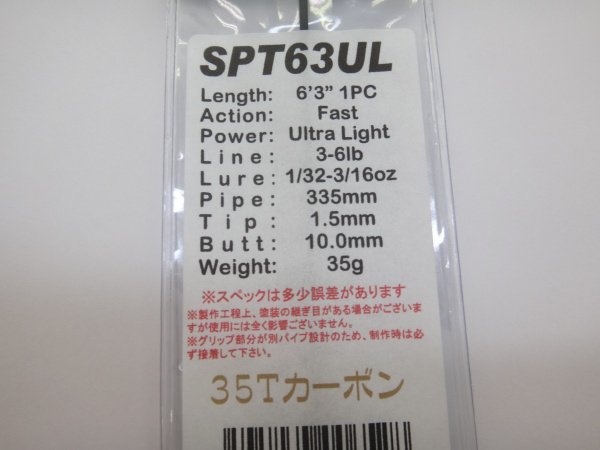 SPT63UL
Length: 6'3" 1PC
Action: Fast
Power: Ultra Light
Line: 3-6lb
Lure: 1/32-3/16oz
Pipe: 335mm
Tip: 1.5mm
Butt: 10.0mm
Weight: 35g
※スペックは多少誤差があります
※製作工程上、塗装の継ぎ目がある場合がございま
すが使用には全く影響ございません。
※グリップ部分が別パイプ設計のため、制作時は必
ず接着して下さい。
35Tカーボン